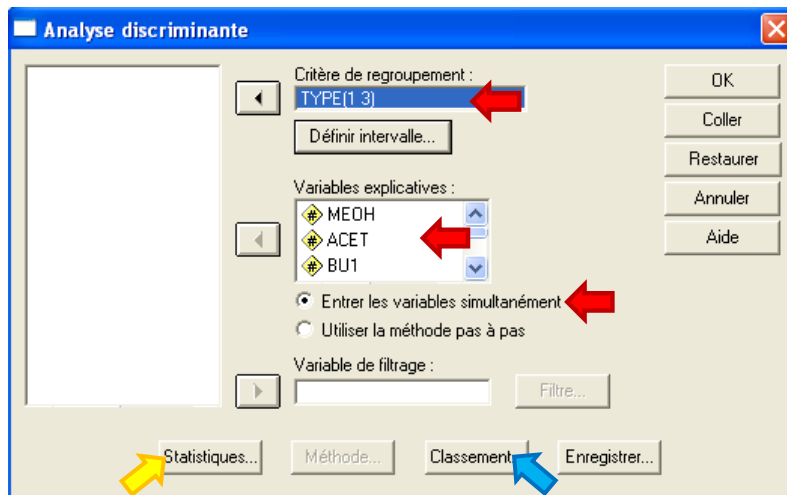 Analyse discriminante
Critère de regroupement :
TYPE(1 3)
Définir intervalle...
Variables explicatives :
MEOH
ACET
BU1
Entrer les variables simultanément
Utiliser la méthode pas à pas
Variable de filtrage :
Filtre...
OK
Coller
Restaurer
Annuler
Aide
Statistiques...
Méthode...
Classement
Enregistrer...